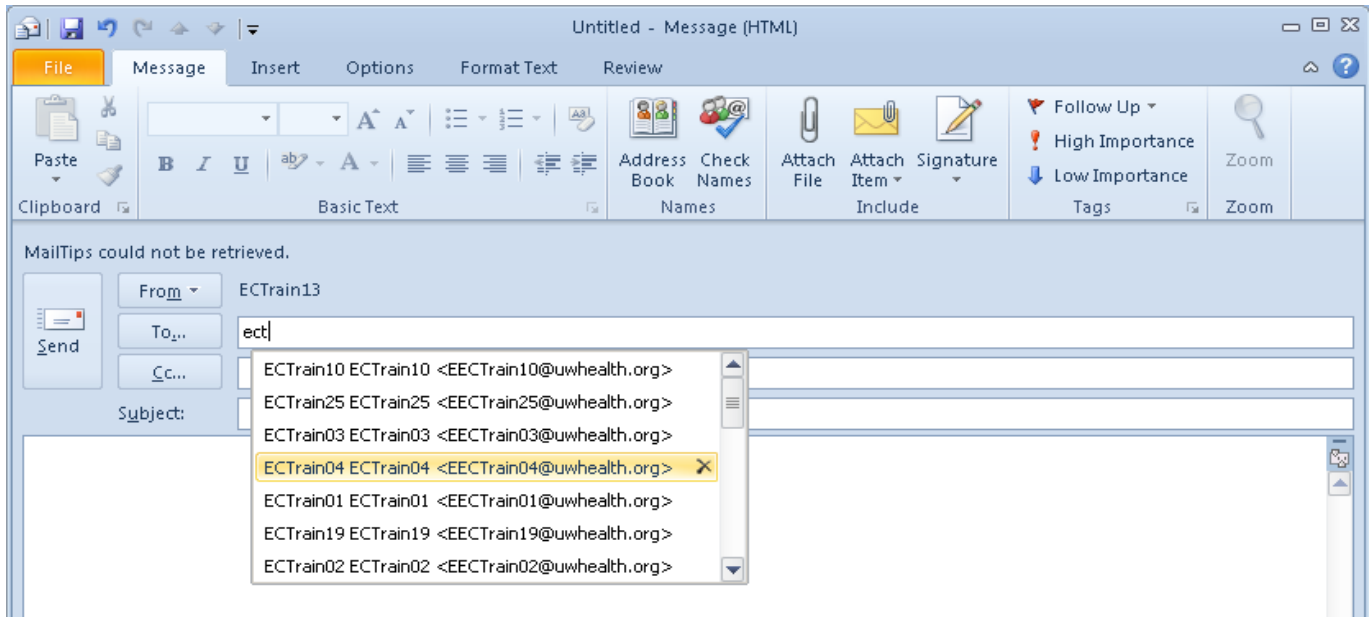 Untitled - Message (HTML)
File Message Insert Options Format Text Review
Paste
B I U ab A
Address Book
Check Names
Attach File
Attach Item
Signature
Follow Up
High Importance
Low Importance
Zoom
Clipboard Basic Text Names Include Tags Zoom
MailTips could not be retrieved.
Send
From ECTrain13
To... ect
Cc...
Subject:
ECTrain10 ECTrain10 <EECTrain10@uwhealth.org>
ECTrain25 ECTrain25 <EECTrain25@uwhealth.org>
ECTrain03 ECTrain03 <EECTrain03@uwhealth.org>
ECTrain04 ECTrain04 <EECTrain04@uwhealth.org>
ECTrain01 ECTrain01 <EECTrain01@uwhealth.org>
ECTrain19 ECTrain19 <EECTrain19@uwhealth.org>
ECTrain02 ECTrain02 <EECTrain02@uwhealth.org>